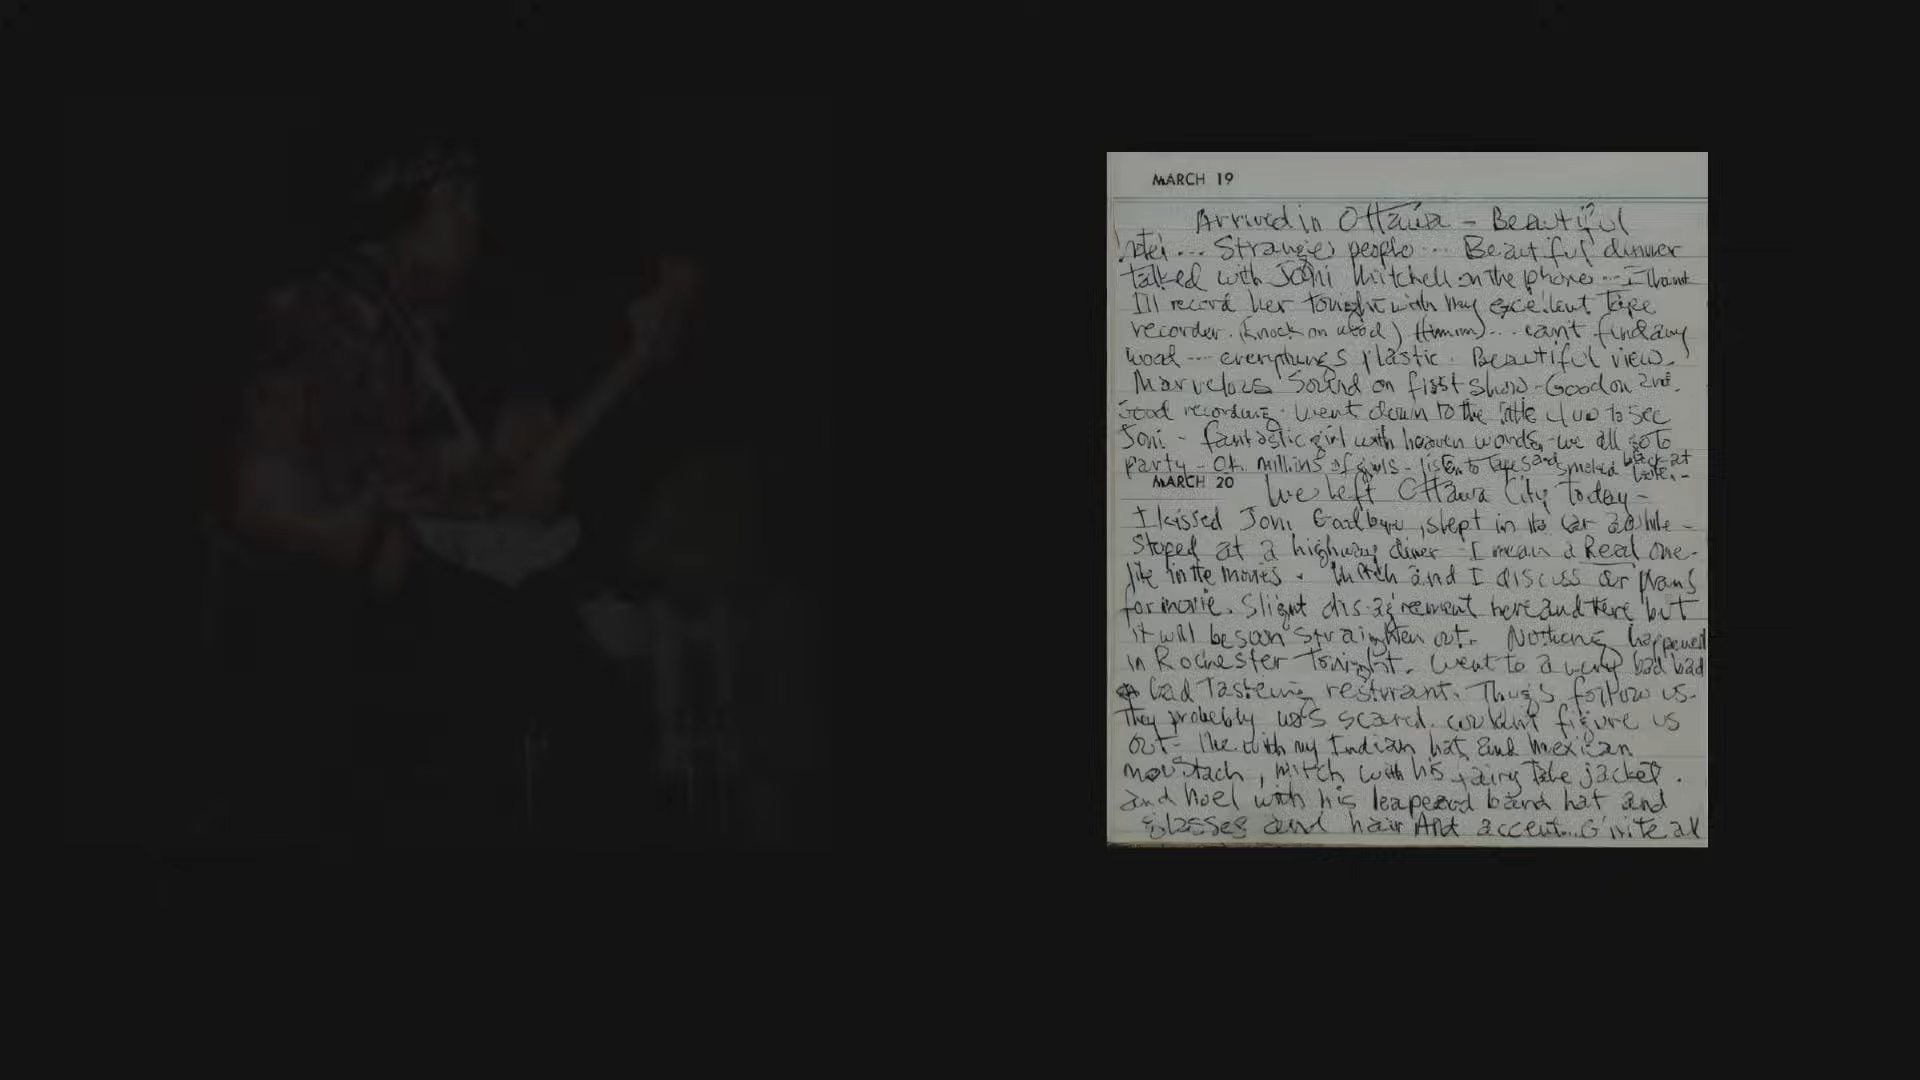 MARCH 19
Arrived in Ottawa - Beautiful
hotel ... Strange people ... Beautiful dinner
talked with Joni Mitchell on the phone ... I think
I'll record her tonight with my excellent tape
recorder. (knock on wood) (Hmmm) ... can't find any
wood ... everything's plastic. Beautiful view.
Marvelous Sound on first show - Good on 2nd.
Good recording. Went down to the little club to see
Joni - fantastic girl with heaven words, - we all go to
party - OK. millins of girls - listen to tapes and smoked back at hotel. -
MARCH 20
We Left Ottawa City Today -
I kissed Joni Goodbye, slept in the car awhile -
Stoped at a highway diner - I mean a Real one -
like in the movies. Mitch and I discuss our plans
for movie. Slight dis-agreement here and there but
it will be soon straighten out. Nothing happened
in Rochester Tonight. Went to a very bad bad
bad Tasteing resturant. Thugs follow us -
They probebly was scared. couldn't figure us
out - Me with my Indian hat and mexican
moustach, Mitch with his fairy Tale jacket.
and Noel with his leapeard band hat and
glasses and hair And accent... G'nite all